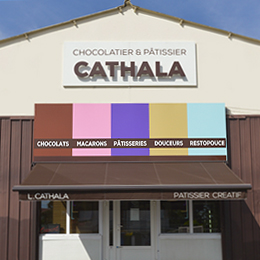 CHOCOLATIER & PÂTISSIER
CATHALA
CHOCOLATS MACARONS PÂTISSERIES DOUCEURS RESTOPOUCE
L. CATHALA PATISSIER CREATIF